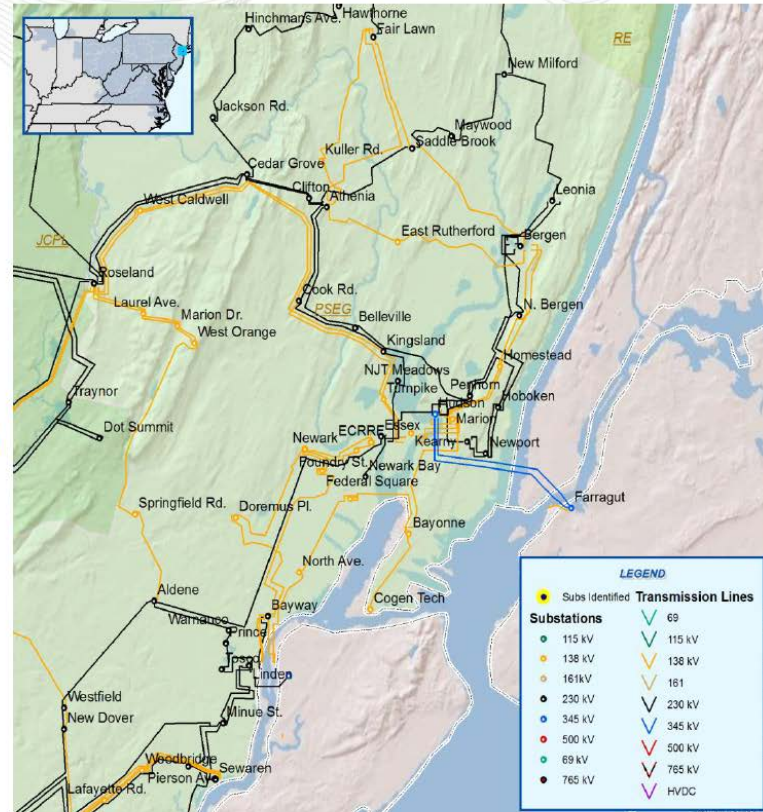 Hawthorne
Hinchmans Ave.
Fair Lawn
RE
New Milford
Jackson Rd.
Maywood
Saddle Brook
Kuller Rd.
Cedar Grove
Clifton
Athenia
Leonia
West Caldwell
East Rutherford
Bergen
JCPL
Roseland
Cook Rd.
PSEG
Laurel Ave.
Marion Dr.
West Orange
Belleville
N. Bergen
Kingsland
Homestead
NJT Meadows
Turnpike
Penhorn
Hoboken
Traynor
Hudson
Marion
Dot Summit
Essex
ECRRE
Newark
Kearny
Newport
Foundry St.
Newark Bay
Federal Square
Farragut
Springfield Rd.
Doremus Pl.
Bayonne
North Ave.
Aldene
Cogen Tech
Bayway
Warinanco
Prince
Tosco
Linden
Westfield
New Dover
Minue St.
Woodbridge
Pierson Av
Sewaren
Lafayette Rd.
LEGEND
Subs Identified
Substations
115 kV
138 kV
161kV
230 kV
345 kV
500 kV
69 kV
765 kV
Transmission Lines
69
115 kV
138 kV
161
230 kV
345 kV
500 kV
765 kV
HVDC